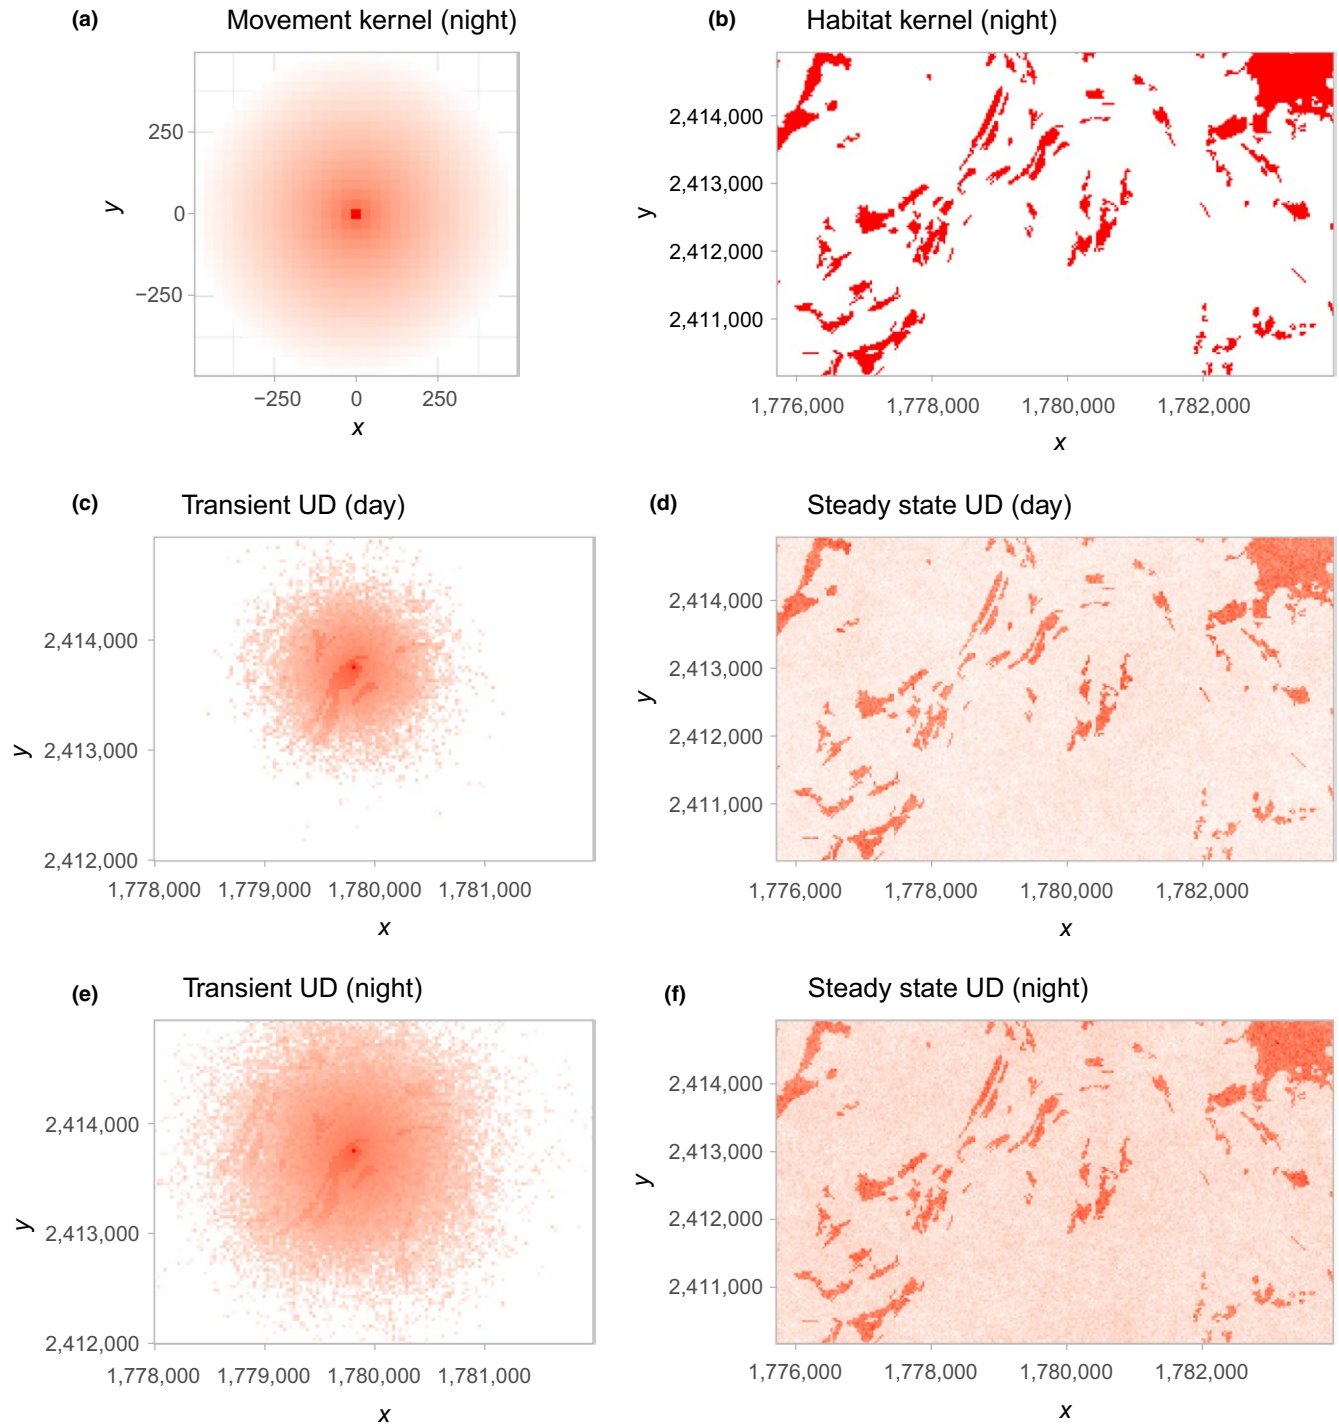 (a) Movement kernel (night)
250
0
−250
y
−250 0 250
x
(b) Habitat kernel (night)
2,414,000
2,413,000
2,412,000
2,411,000
y
1,776,000 1,778,000 1,780,000 1,782,000
x
(c) Transient UD (day)
2,414,000
2,413,000
2,412,000
y
1,778,000 1,779,000 1,780,000 1,781,000
x
(d) Steady state UD (day)
2,414,000
2,413,000
2,412,000
2,411,000
y
1,776,000 1,778,000 1,780,000 1,782,000
x
(e) Transient UD (night)
2,414,000
2,413,000
2,412,000
y
1,778,000 1,779,000 1,780,000 1,781,000
x
(f) Steady state UD (night)
2,414,000
2,413,000
2,412,000
2,411,000
y
1,776,000 1,778,000 1,780,000 1,782,000
x